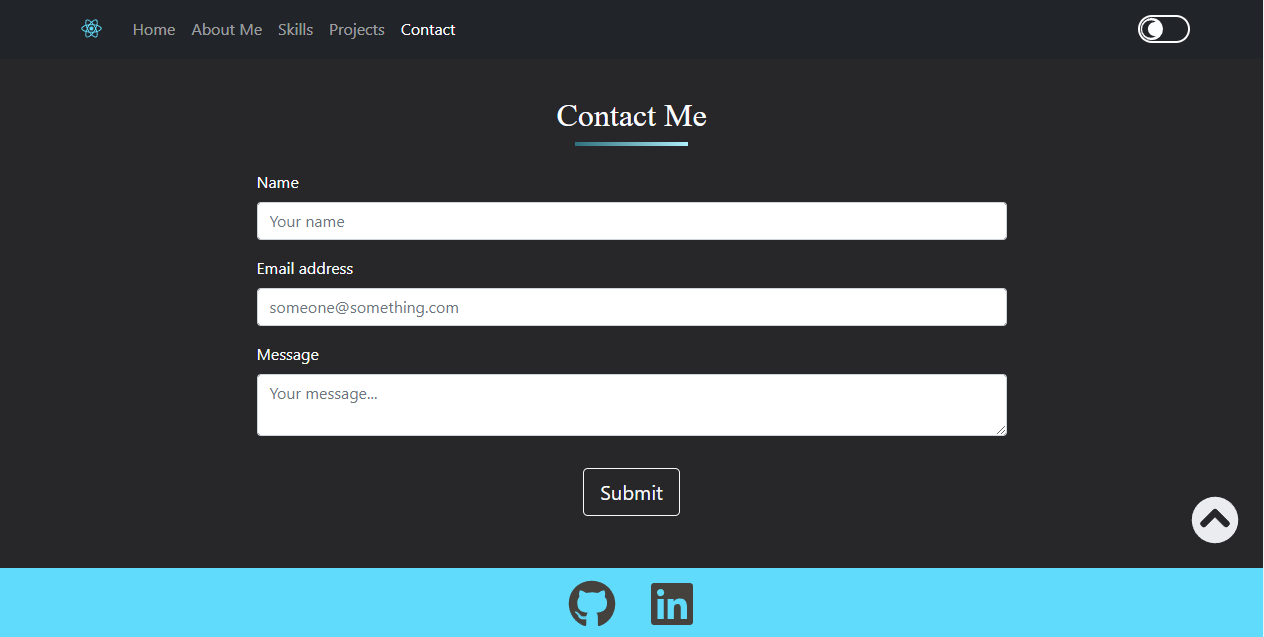 Home About Me Skills Projects Contact
Contact Me
Name
Your name
Email address
someone@something.com
Message
Your message...
Submit
in